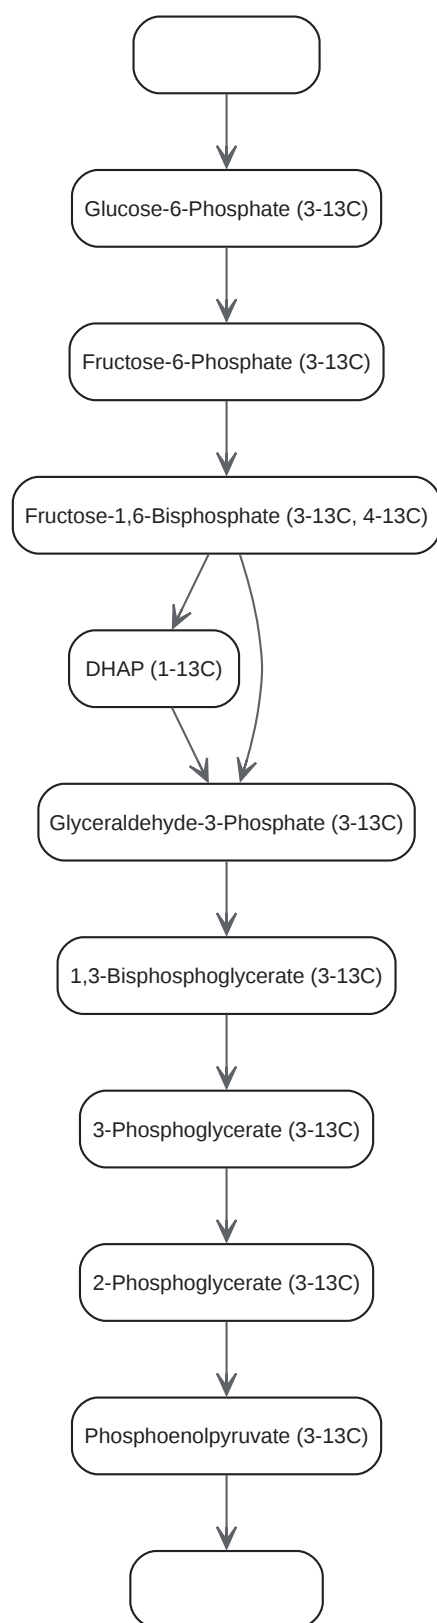 Glucose-6-Phosphate (3-13C)
Fructose-6-Phosphate (3-13C)
Fructose-1,6-Bisphosphate (3-13C, 4-13C)
DHAP (1-13C)
Glyceraldehyde-3-Phosphate (3-13C)
1,3-Bisphosphoglycerate (3-13C)
3-Phosphoglycerate (3-13C)
2-Phosphoglycerate (3-13C)
Phosphoenolpyruvate (3-13C)